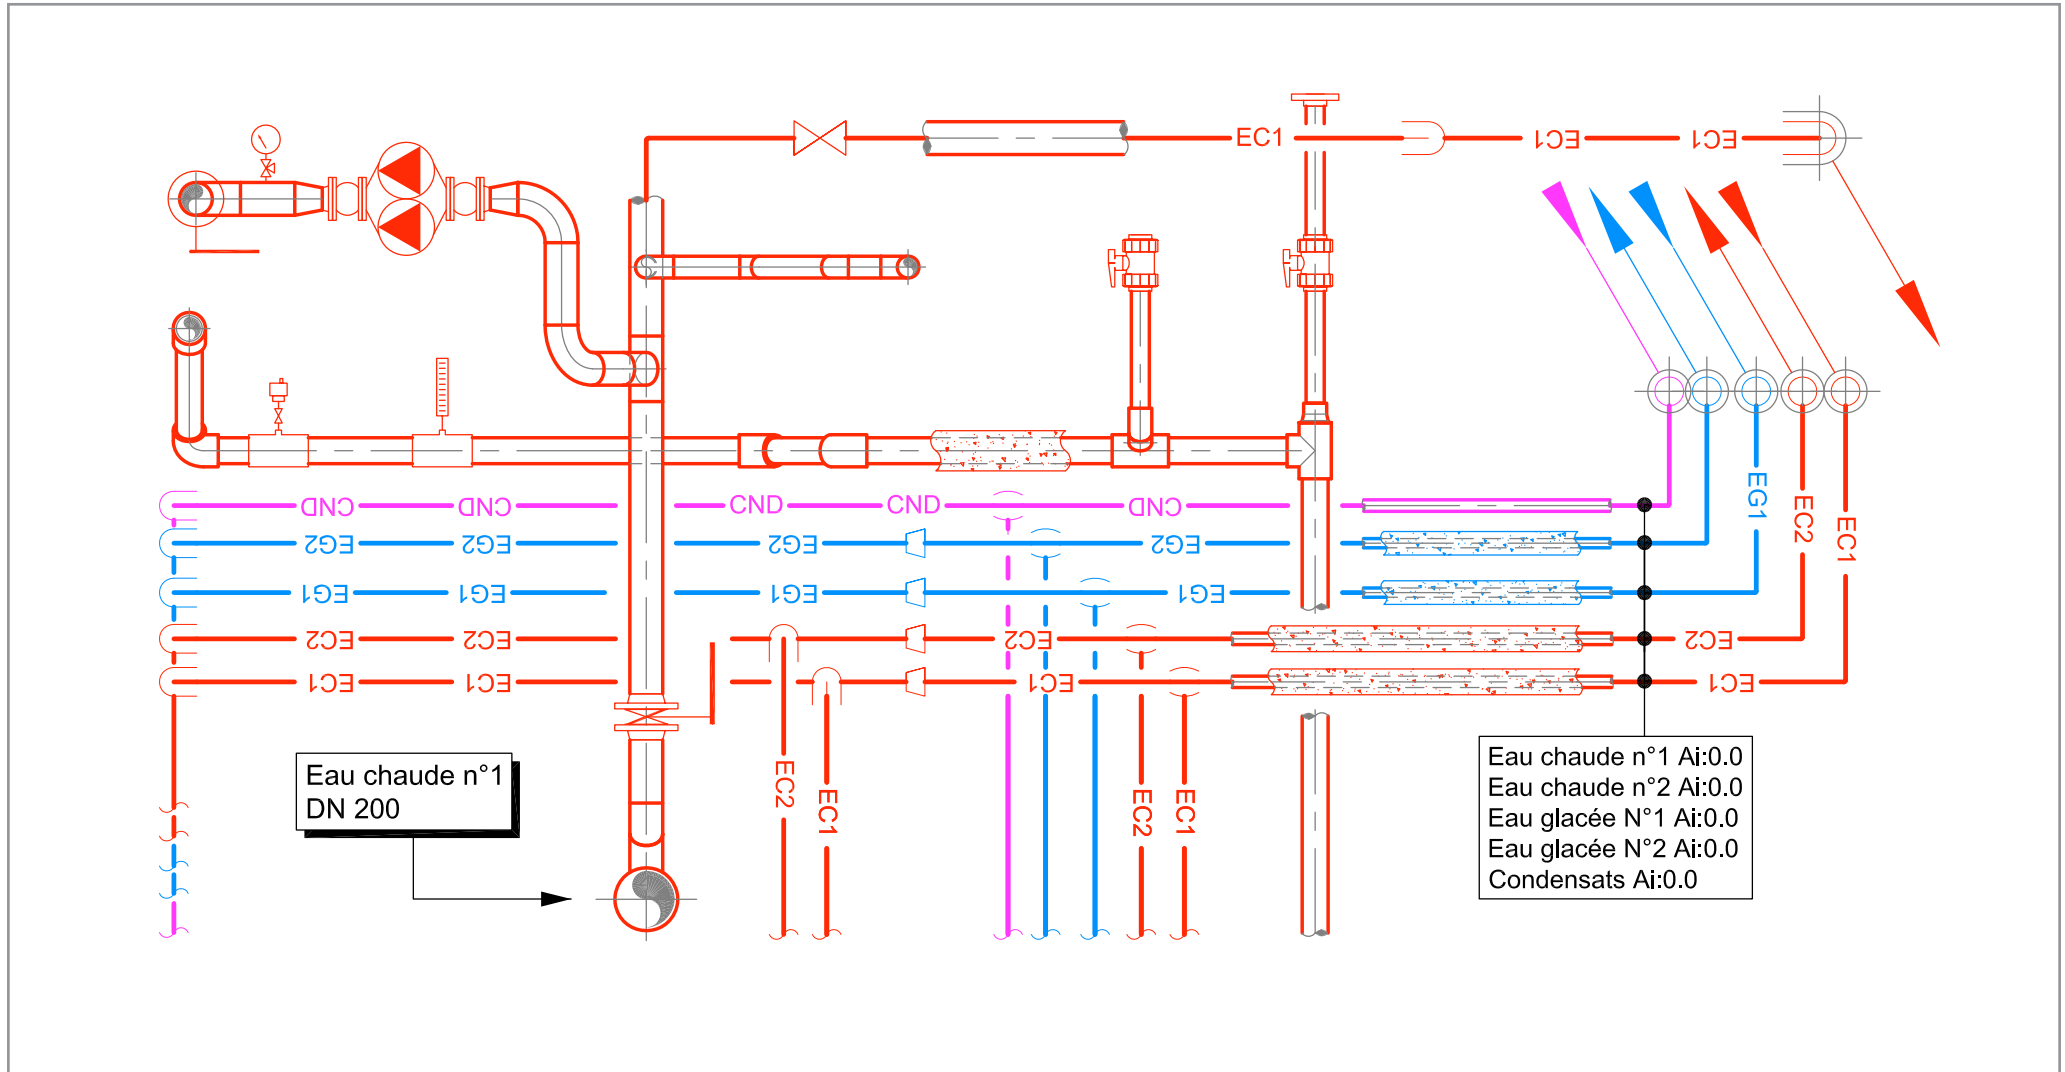 EC1 EC1 EC1
CND CND CND CND CND
EG2 EG2 EG2 EG2
EG1 EG1 EG1 EG1
EC2 EC2 EC2 EC2
EC1 EC1 EC1 EC1
EG1
EC2
EC1
EC2
EC1
EC2
EC1
Eau chaude n°1
DN 200
Eau chaude n°1 Ai:0.0
Eau chaude n°2 Ai:0.0
Eau glacée N°1 Ai:0.0
Eau glacée N°2 Ai:0.0
Condensats Ai:0.0